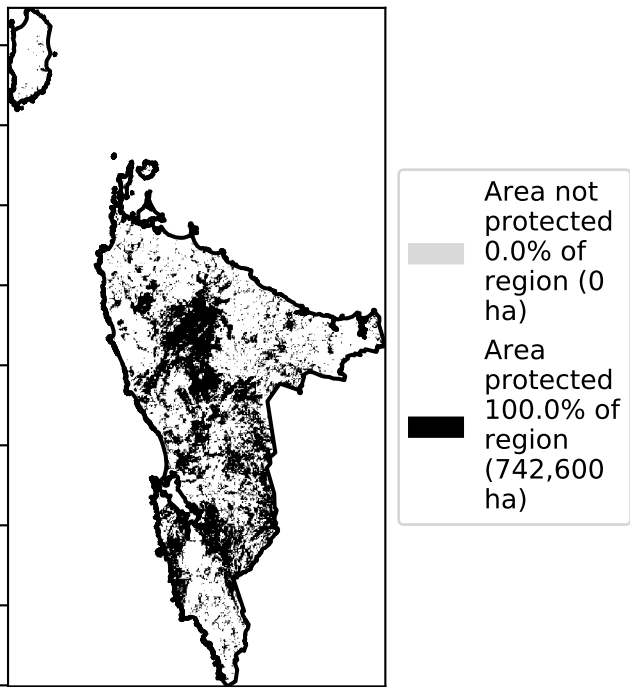 Area not
protected
0.0% of
region (0
ha)
Area
protected
100.0% of
region
(742,600
ha)